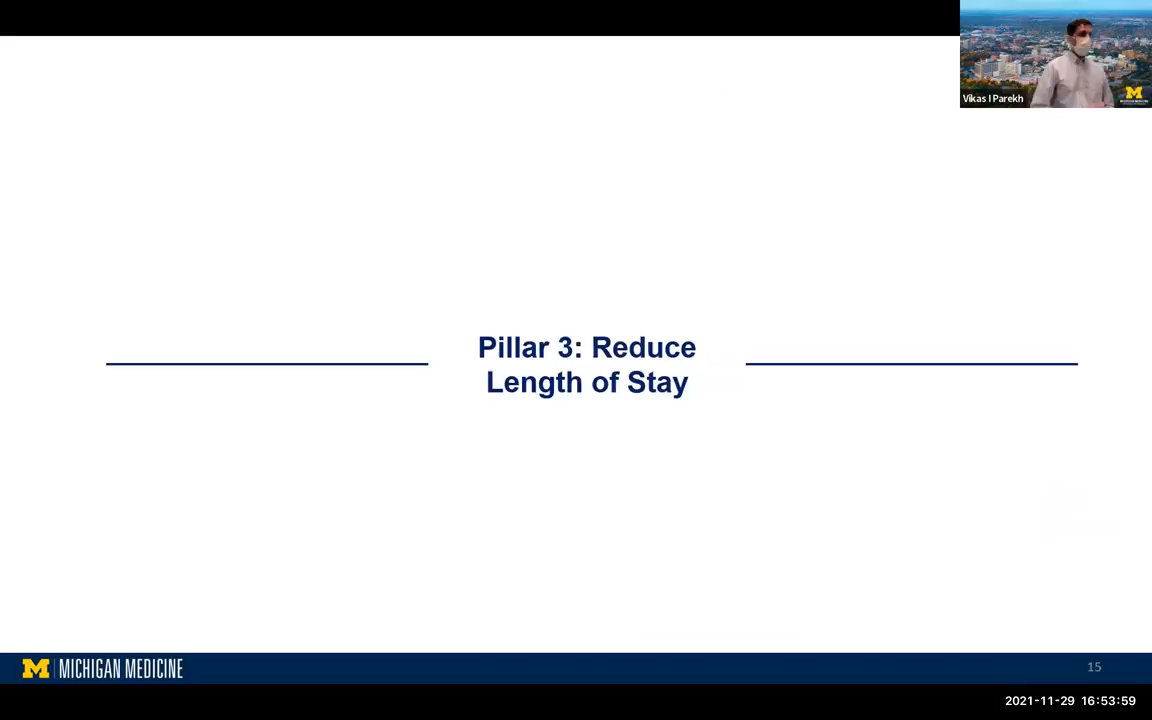 Vikas I Parekh
Pillar 3: Reduce
Length of Stay
M MICHIGAN MEDICINE
15
2021-11-29 16:53:59